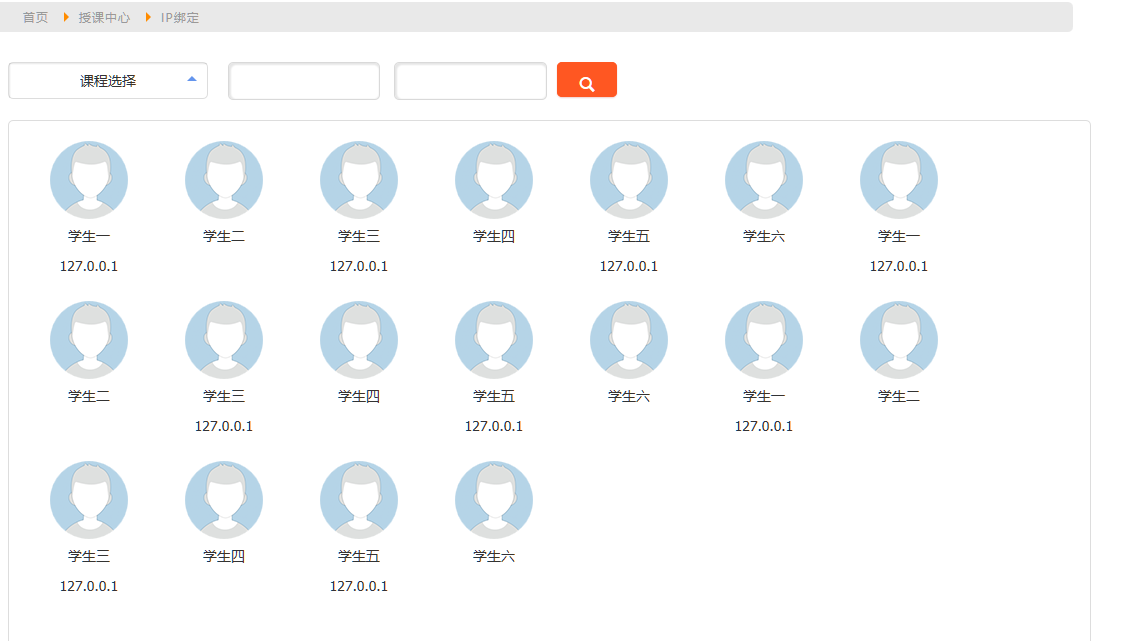 首页 授课中心 IP绑定
课程选择
学生一 学生二 学生三 学生四 学生五 学生六 学生一
127.0.0.1 127.0.0.1 127.0.0.1 127.0.0.1
学生二 学生三 学生四 学生五 学生六 学生一 学生二
127.0.0.1 127.0.0.1 127.0.0.1
学生三 学生四 学生五 学生六
127.0.0.1 127.0.0.1